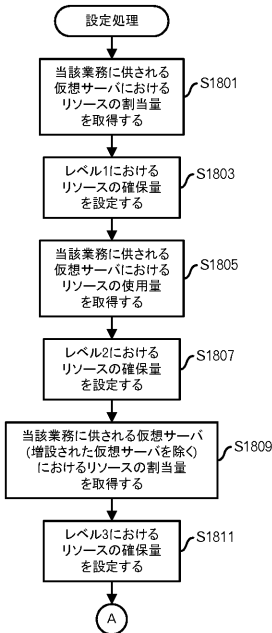 設定処理
当該業務に供される
仮想サーバにおける
リソースの割当量
を取得する
S1801
レベル1における
リソースの確保量
を設定する
S1803
当該業務に供される
仮想サーバにおける
リソースの使用量
を取得する
S1805
レベル2における
リソースの確保量
を設定する
S1807
当該業務に供される仮想サーバ
(増設された仮想サーバを除く)
におけるリソースの割当量
を取得する
S1809
レベル3における
リソースの確保量
を設定する
S1811
A